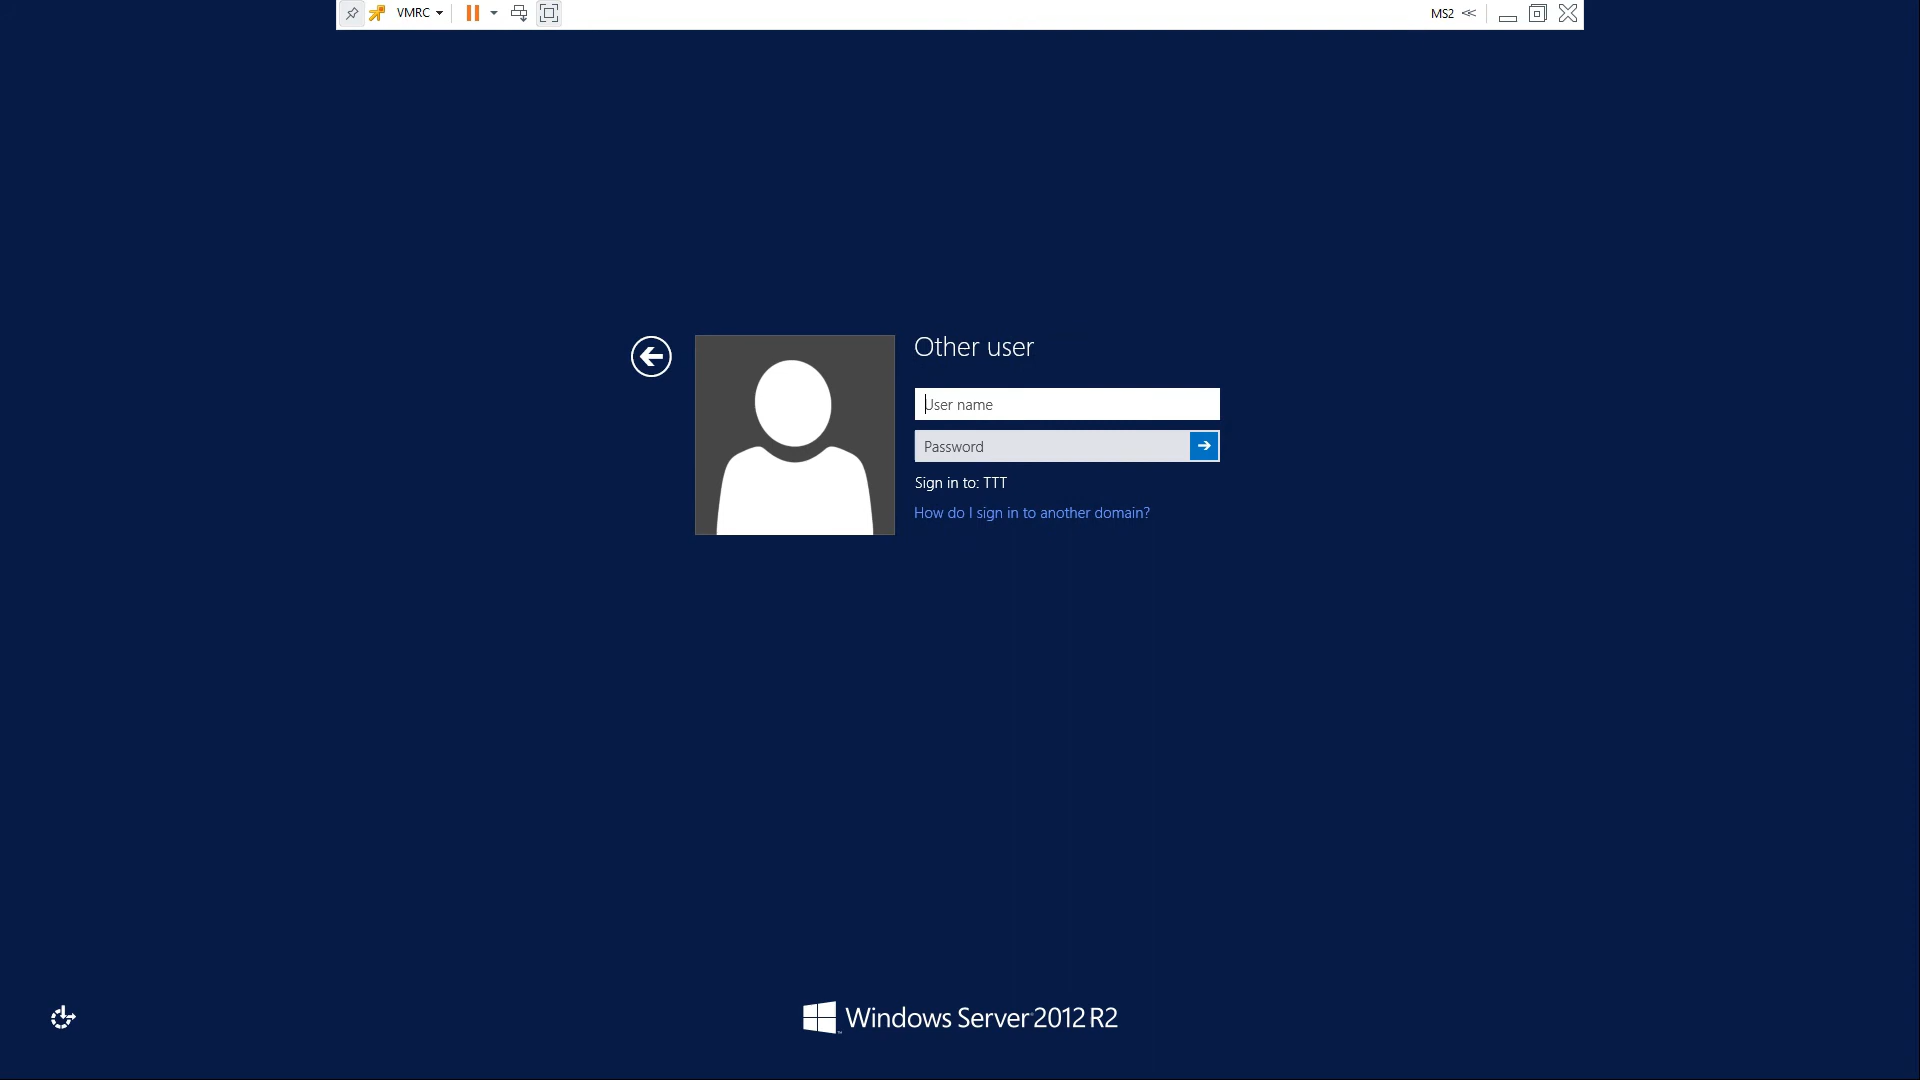 VMRC
MS2
Other user
User name
Password
Sign in to: TTT
How do I sign in to another domain?
Windows Server 2012 R2